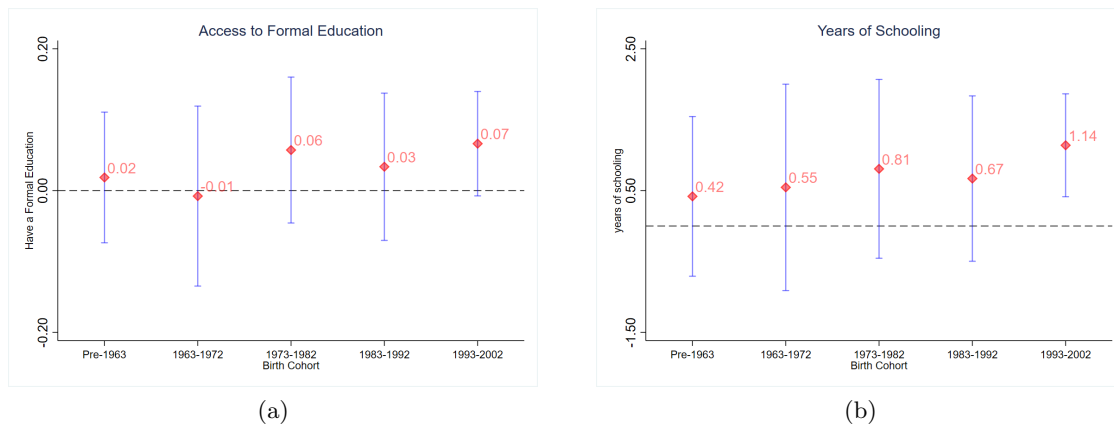 Access to Formal Education
Have a Formal Education
0.20
0.00
-0.20
0.02
-0.01
0.06
0.03
0.07
Pre-1963
1963-1972
1973-1982
1983-1992
1993-2002
Birth Cohort
(a)
Years of Schooling
years of schooling
2.50
0.50
-1.50
0.42
0.55
0.81
0.67
1.14
Pre-1963
1963-1972
1973-1982
1983-1992
1993-2002
Birth Cohort
(b)